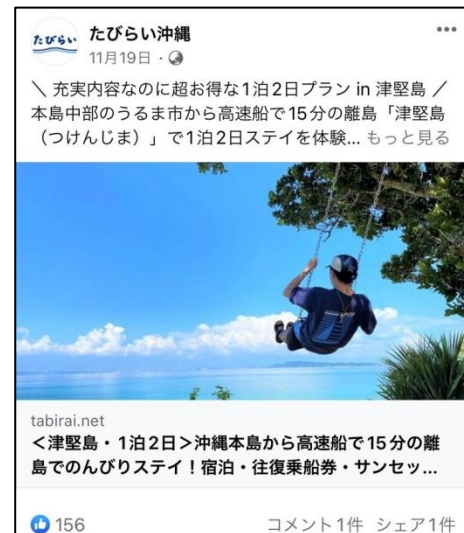 たびらい
たびらい沖縄
11月19日・
＼ 充実内容なのに超お得な1泊2日プラン in 津堅島 ／
本島中部のうるま市から高速船で15分の離島「津堅島
（つけんじま）」で1泊2日ステイを体験... もっと見る
tabirai.net
＜津堅島・1泊2日＞沖縄本島から高速船で15分の離
島でのんびりステイ！宿泊・往復乗船券・サンセッ...
156
コメント1件 シェア1件